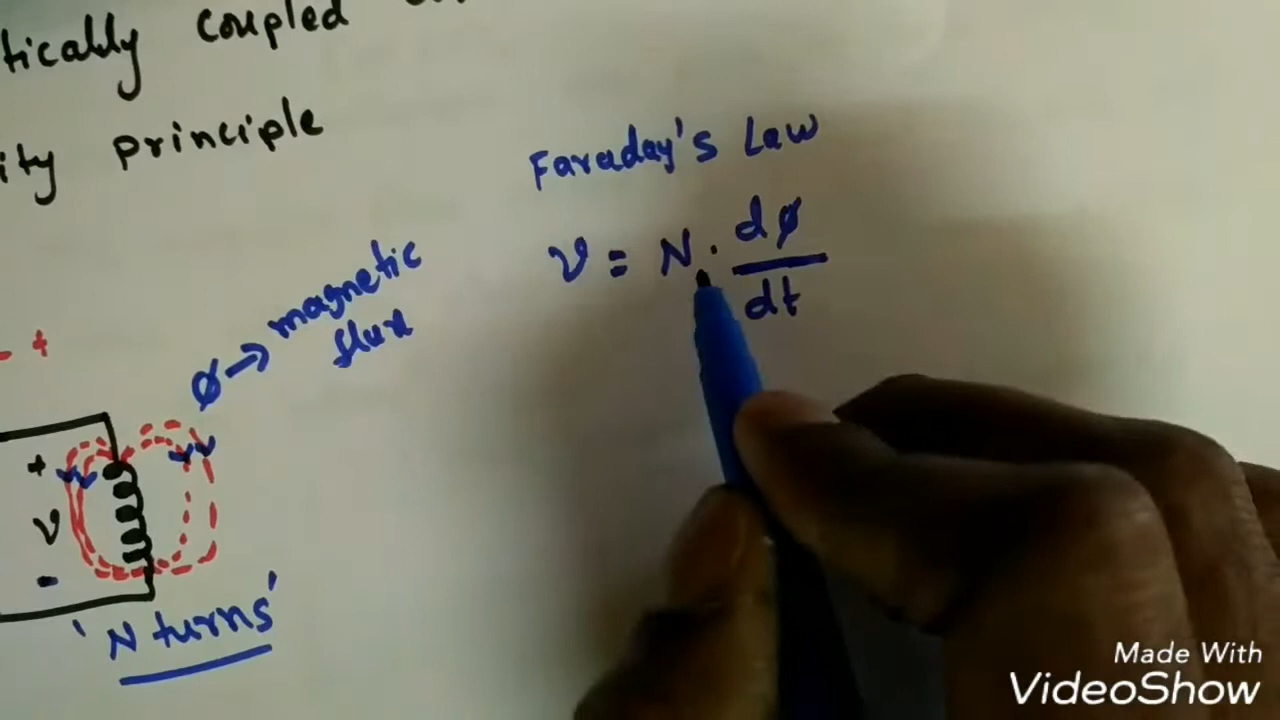 tically coupled
ity principle
Faraday's Law
v = N . dφ/dt
φ → magnetic
flux
+
+
v
-
'N turns'
Made With
VideoShow